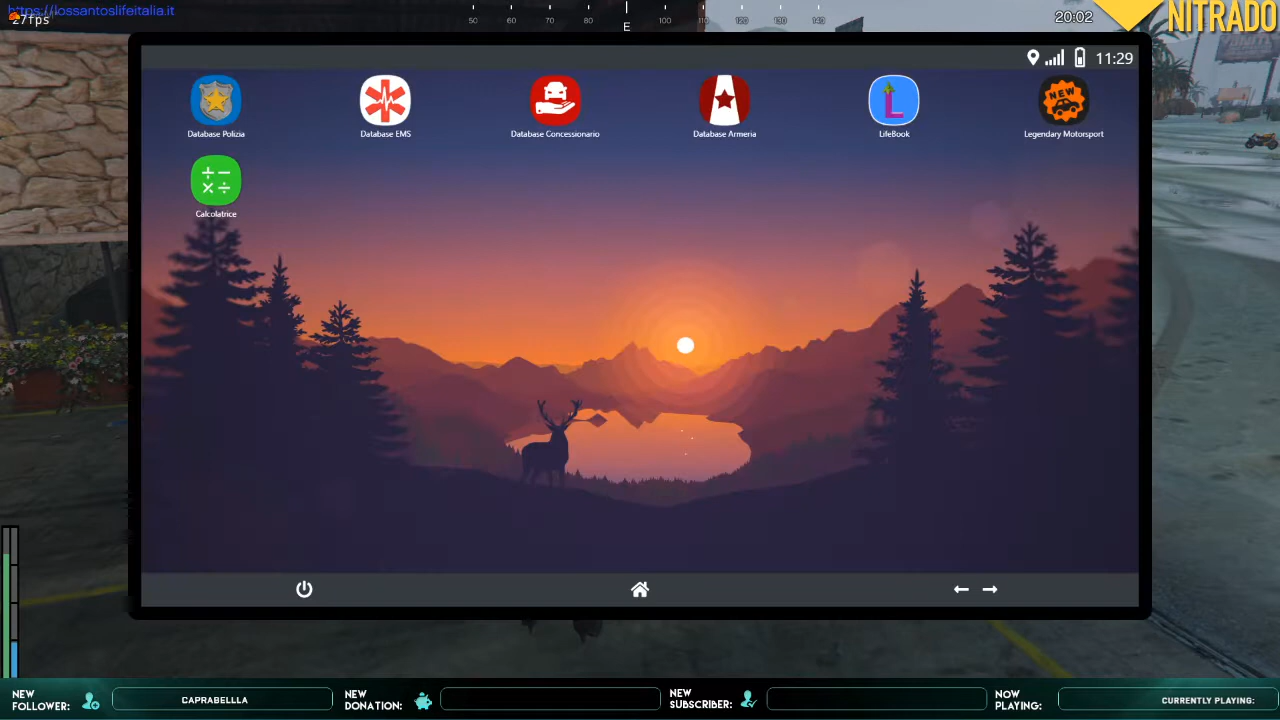 https://lossantoslifeitalia.it
27fps
50 60 70 80 100 110 120 130 140
E
20:02
NITRADO
11:29
Database Polizia
Database EMS
Database Concessionario
Database Armeria
L
LifeBook
NEW
Legendary Motorsport
Calcolatrice
NEW
FOLLOWER:
CAPRABELLLA
NEW
DONATION:
NEW
SUBSCRIBER:
NOW
PLAYING:
CURRENTLY PLAYING: